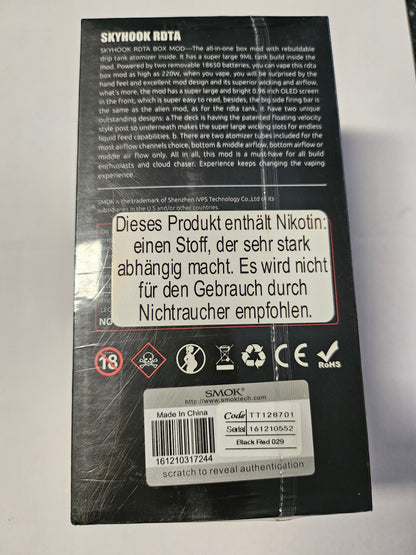 SKYHOOK RDTA
SKYHOOK RDTA BOX MOD—The all-in-one box mod with rebuildable
drip tank atomizer inside. It has a super large 9ML tank build inside the
mod. Powered by two removable 18650 batteries, you can vape this rdta
box mod as high as 220W, when you vape, you will be surprised by the
hand feel and excellent mod design and its superior wicking and airflow.
what's more, the mod has a super large and bright 0.96 inch OLED screen
in the front, which is super easy to read, besides, the big side firing bar is
the same as the alien mod, as for the rdta tank, it have two unique
outstanding designs: a.The deck is having the patented floating velocity
style post so underneath makes the super large wicking slots for endless
liquid feed capabilities. b. There are two atomizer tubes included for the
most airflow channels choice, bottom & middle airflow, bottom airflow or
middle air flow only. All in all, this mod is a must-have for all build
enthusiasts and cloud chaser. Experience keeps changing the vaping
experience.
SMOK is the trademark of Shenzhen IVPS Technology Co.,Ltd or its
subsidiaries in the U.S and/or other countries.
Dieses Produkt enthält Nikotin:
einen Stoff, der sehr stark
abhängig macht. Es wird nicht
für den Gebrauch durch
Nichtraucher empfohlen.
NO
18
CE
RoHS
SMOK®
http://www.smoktech.com
Made In China
Code TT128701
Serial 161210552
Black Red 029
161210317244
scratch to reveal authentication